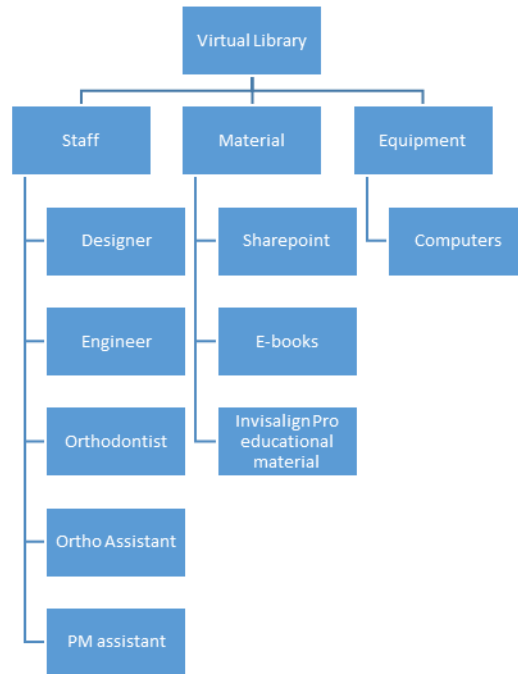 Virtual Library
Staff
Material
Equipment
Designer
Sharepoint
Computers
Engineer
E-books
Orthodontist
Invisalign Pro
educational
material
Ortho Assistant
PM assistant